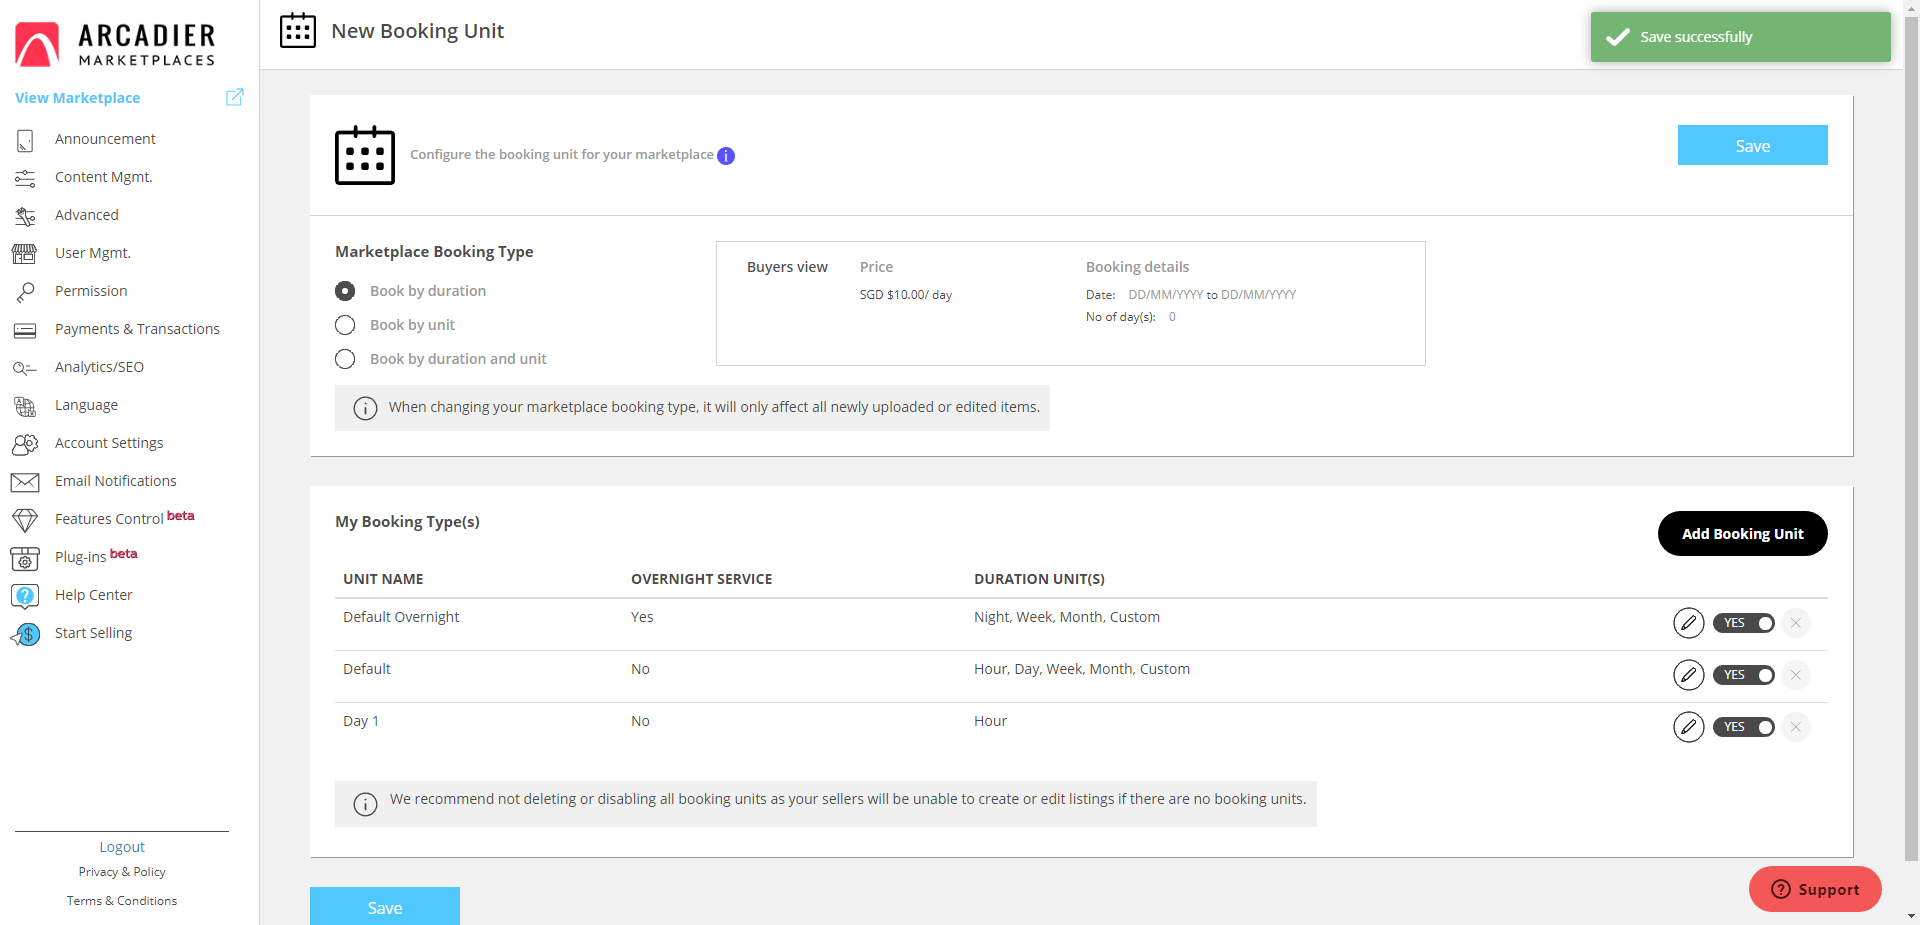 ARCADIER
MARKETPLACES
View Marketplace
Announcement
Content Mgmt.
Advanced
User Mgmt.
Permission
Payments & Transactions
Analytics/SEO
Language
Account Settings
Email Notifications
Features Control beta
Plug-ins beta
Help Center
Start Selling
Logout
Privacy & Policy
Terms & Conditions
New Booking Unit
Save successfully
Configure the booking unit for your marketplace
Save
Marketplace Booking Type
Book by duration
Book by unit
Book by duration and unit
Buyers view Price Booking details
SGD $10.00/ day Date: DD/MM/YYYY to DD/MM/YYYY
No of day(s): 0
When changing your marketplace booking type, it will only affect all newly uploaded or edited items.
My Booking Type(s)
Add Booking Unit
UNIT NAME OVERNIGHT SERVICE DURATION UNIT(S)
Default Overnight Yes Night, Week, Month, Custom YES
Default No Hour, Day, Week, Month, Custom YES
Day 1 No Hour YES
We recommend not deleting or disabling all booking units as your sellers will be unable to create or edit listings if there are no booking units.
Save
Support